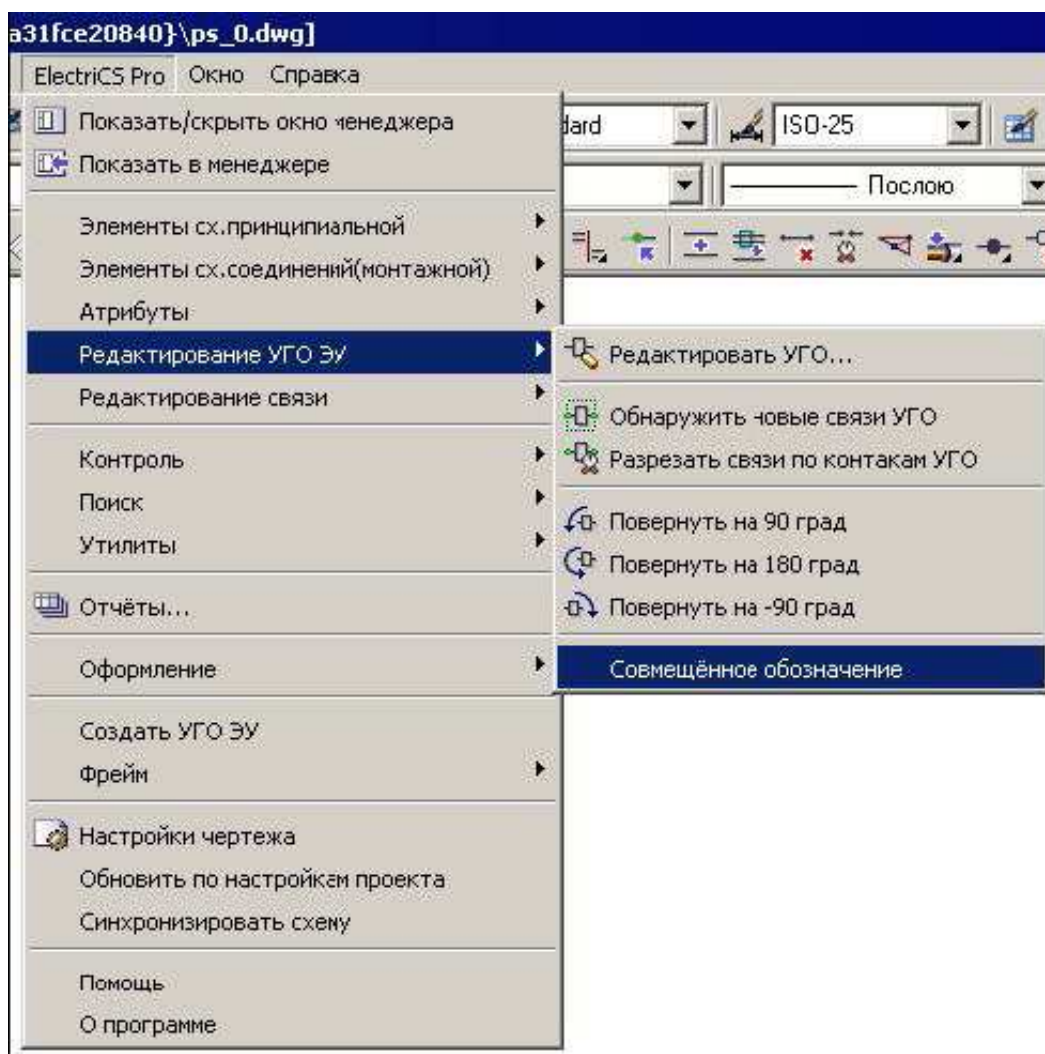 a31fce20840}\ps_0.dwg]
ElectriCS Pro Окно Справка
Показать/скрыть окно менеджера
dard
ISO-25
Показать в менеджере
Послою
Элементы сх.принципиальной
Элементы сх.соединений(монтажной)
Атрибуты
Редактирование УГО ЭУ
Редактировать УГО...
Редактирование связи
Обнаружить новые связи УГО
Контроль
Разрезать связи по контакам УГО
Поиск
Повернуть на 90 град
Утилиты
Повернуть на 180 град
Отчёты...
Повернуть на -90 град
Оформление
Совмещённое обозначение
Создать УГО ЭУ
Фрейм
Настройки чертежа
Обновить по настройкам проекта
Синхронизировать схему
Помощь
О программе